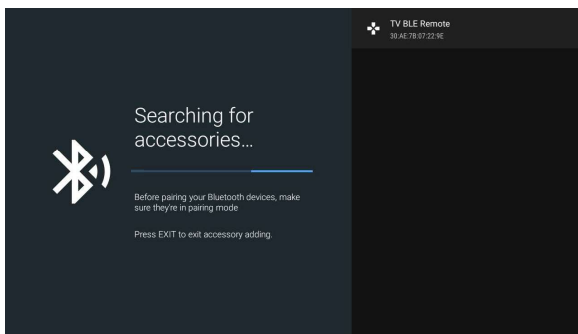 Searching for
accessories...
Before pairing your Bluetooth devices, make
sure they're in pairing mode
Press EXIT to exit accessory adding.
TV BLE Remote
30:AE:7B:07:22:9E